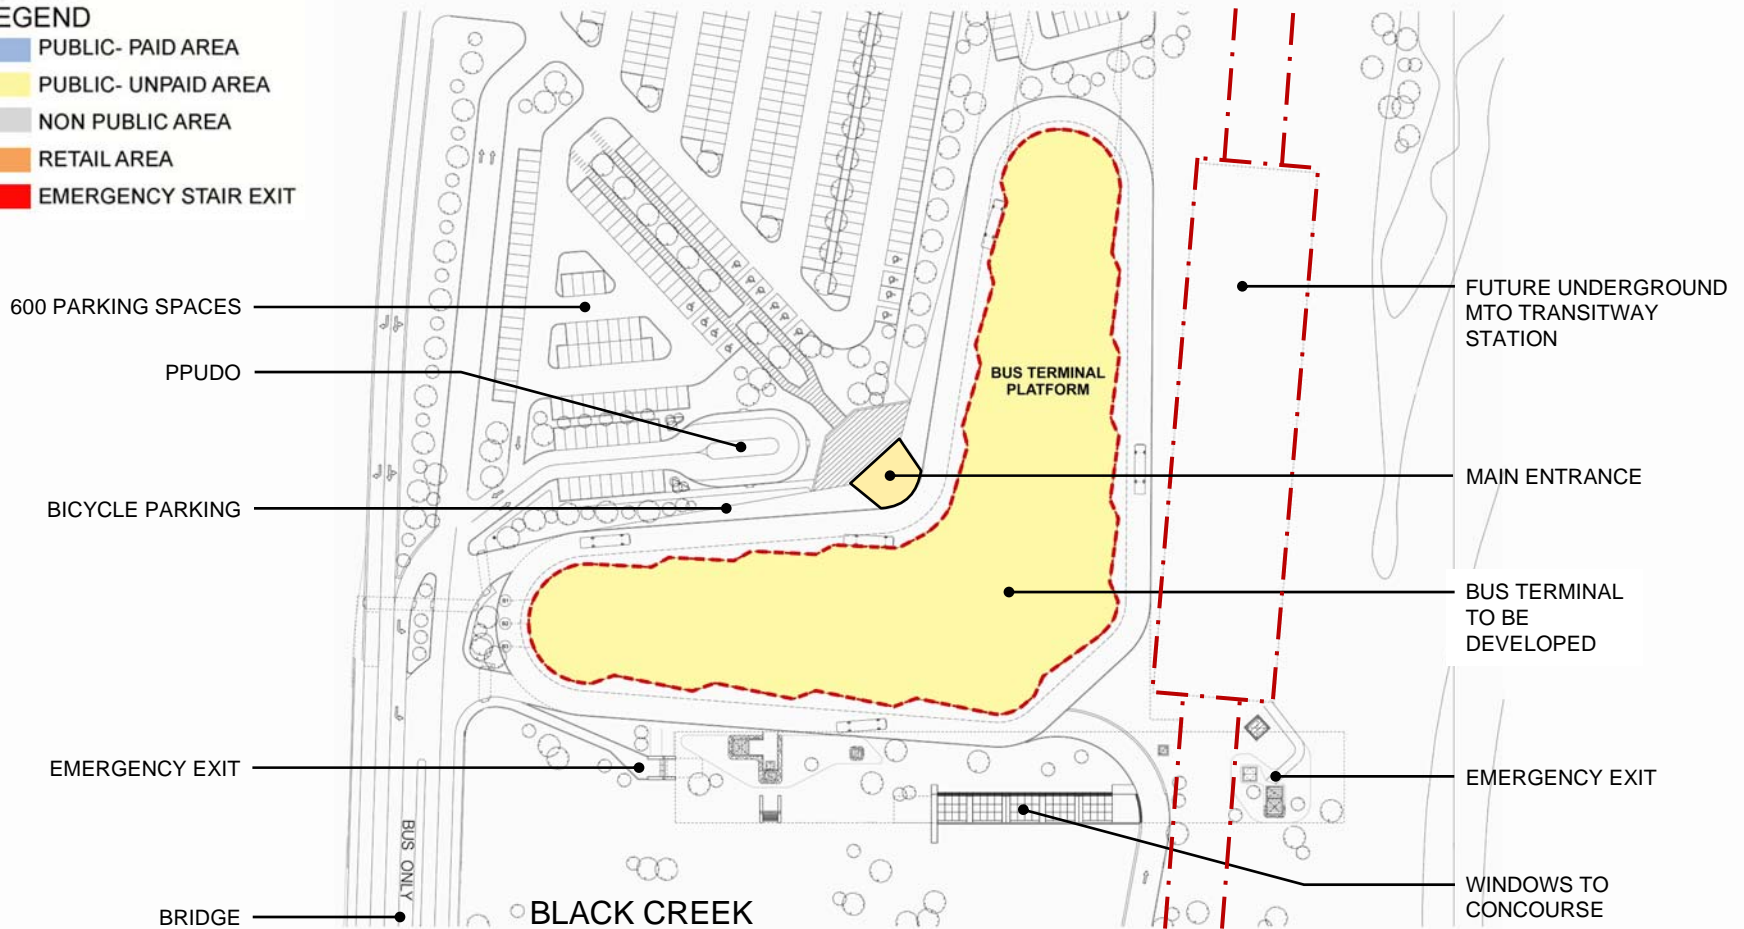 EGEND
PUBLIC- PAID AREA
PUBLIC- UNPAID AREA
NON PUBLIC AREA
RETAIL AREA
EMERGENCY STAIR EXIT
600 PARKING SPACES
PPUDO
BICYCLE PARKING
EMERGENCY EXIT
BRIDGE
BUS ONLY
BLACK CREEK
BUS TERMINAL
PLATFORM
FUTURE UNDERGROUND
MTO TRANSITWAY
STATION
MAIN ENTRANCE
BUS TERMINAL
TO BE
DEVELOPED
EMERGENCY EXIT
WINDOWS TO
CONCOURSE